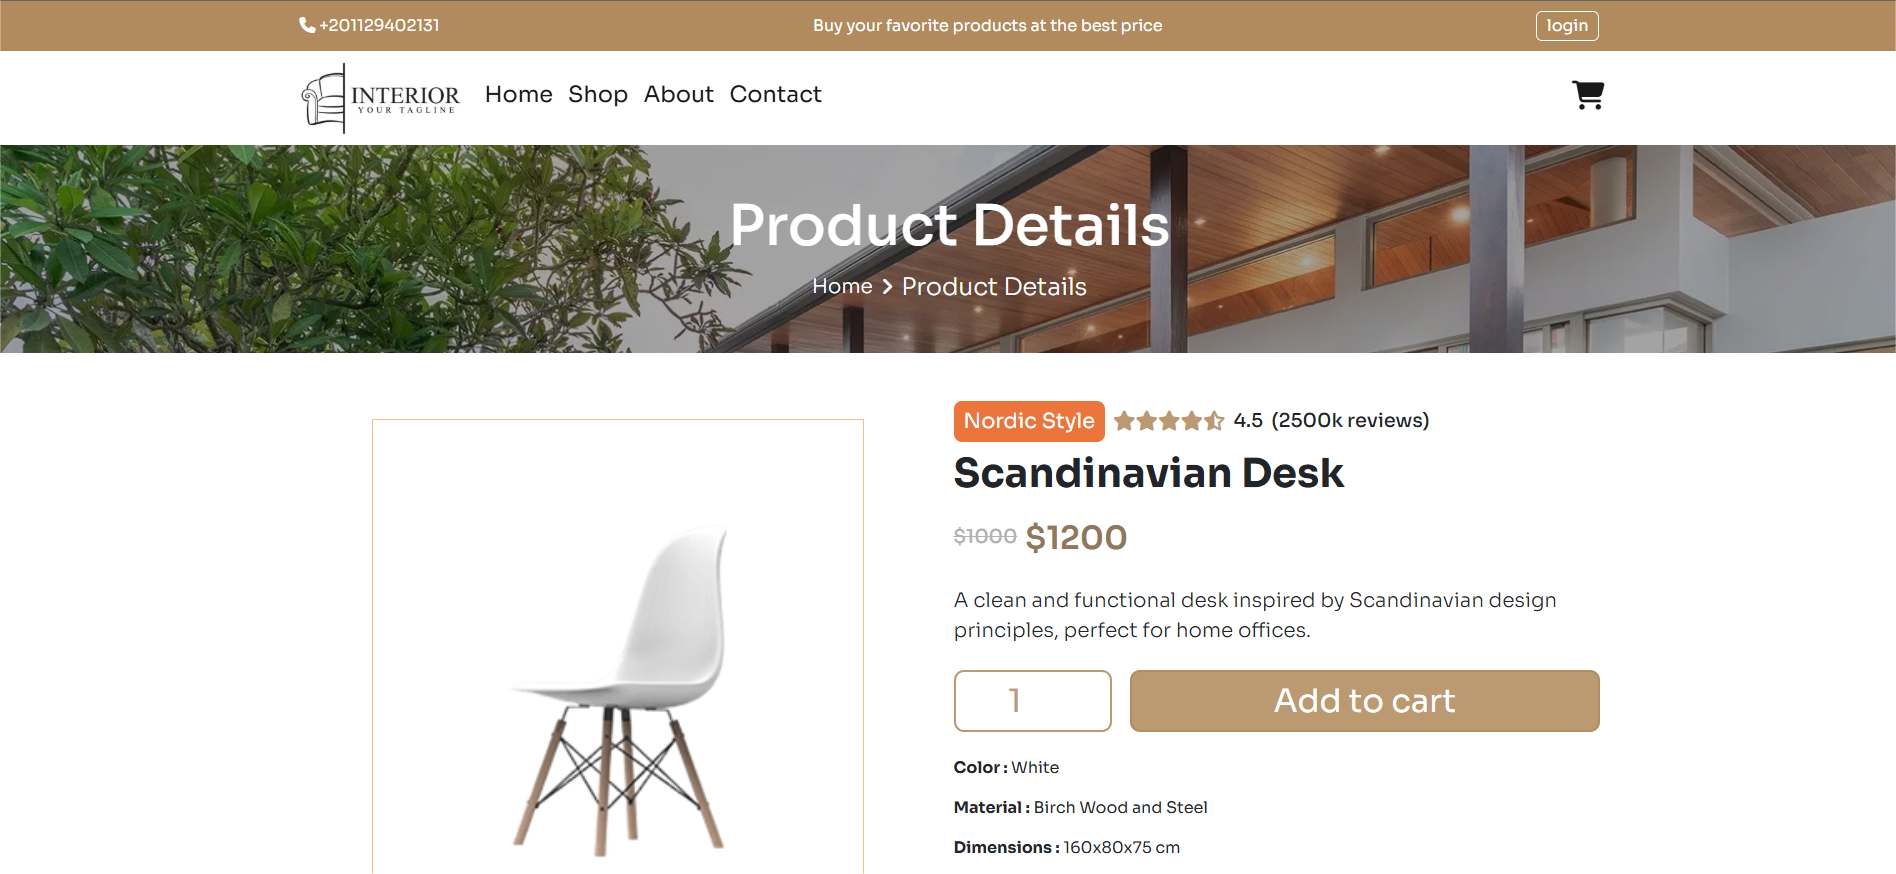 +201129402131
Buy your favorite products at the best price
login
INTERIOR
YOUR TAGLINE
Home Shop About Contact
Product Details
Home Product Details
Nordic Style 4.5 (2500k reviews)
Scandinavian Desk
$1000 $1200
A clean and functional desk inspired by Scandinavian design
principles, perfect for home offices.
1
Add to cart
Color : White
Material : Birch Wood and Steel
Dimensions : 160x80x75 cm